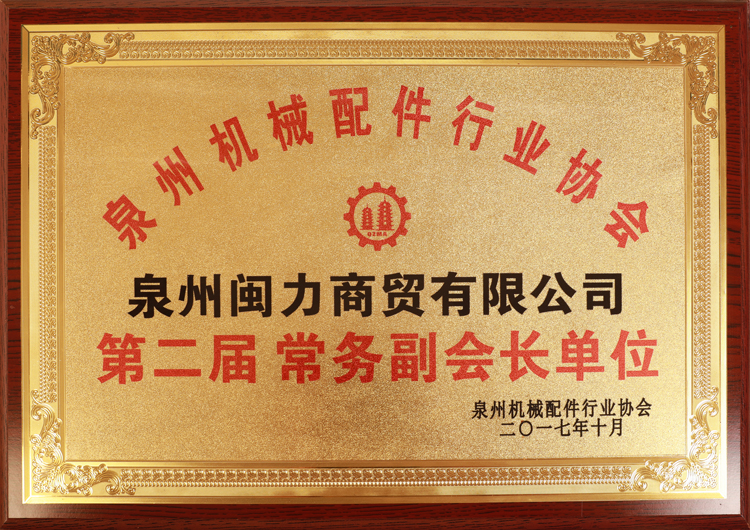 泉州机械配件行业协会
QZMA
泉州闽力商贸有限公司
第二届 常务副会长单位
泉州机械配件行业协会
二〇一七年十月